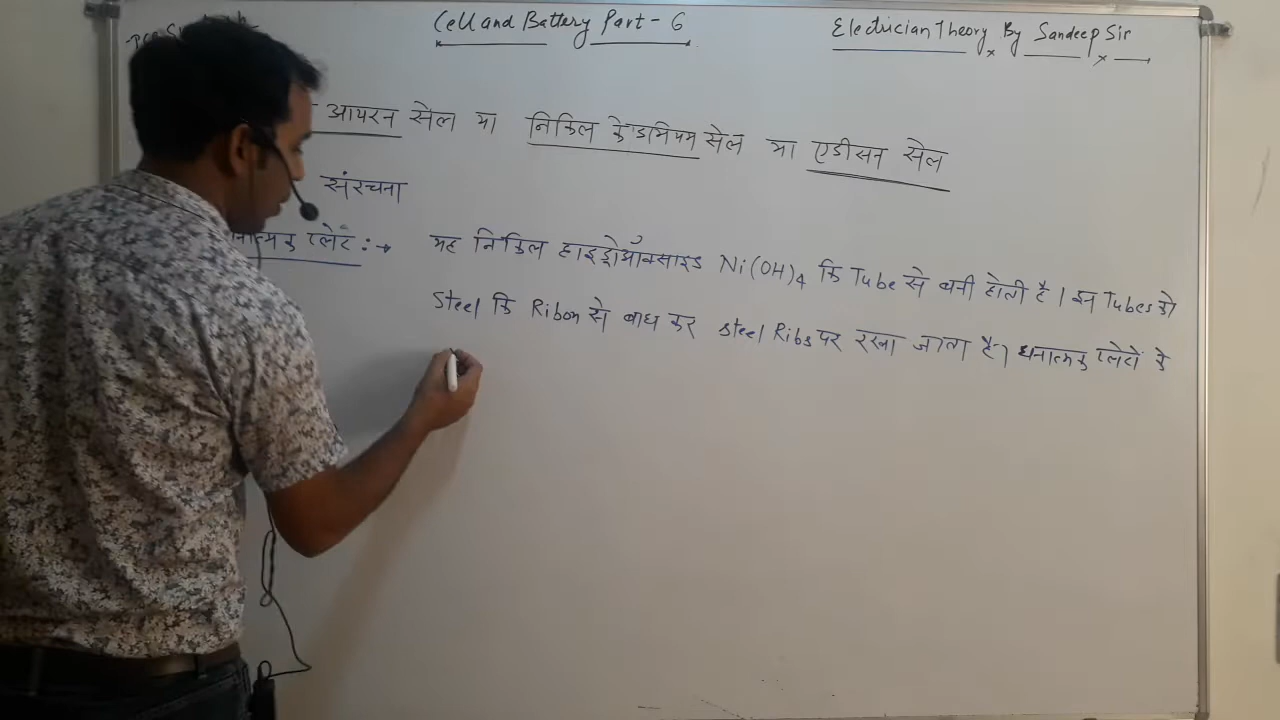 Cell and Battery Part - 6
Electrician Theory By Sandeep Sir
आयरन सेल या निकिल केडमियम सेल या एडीसन सेल
संरचना
प्लेट :→ यह निकिल हाइड्रोऑक्साइड Ni(OH)4 कि Tube से बनी होती है। इन Tubes को
Steel कि Ribon से बाध कर Steel Ribs पर रखा जाता है। धनात्मक प्लेटों के